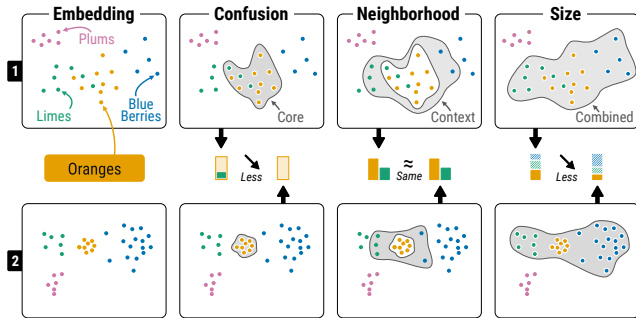 Embedding
Confusion
Neighborhood
Size
Plums
Limes
Blue
Berries
Core
Context
Combined
1
Oranges
Less
≈
Same
Less
2